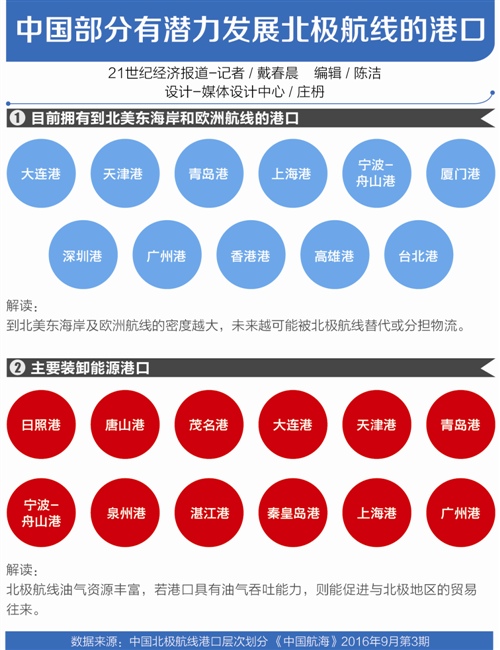 中国部分有潜力发展北极航线的港口
21世纪经济报道-记者 / 戴春晨 编辑 / 陈洁
设计-媒体设计中心 / 庄枬
1 目前拥有到北美东海岸和欧洲航线的港口
大连港 天津港 青岛港 上海港 宁波-舟山港 厦门港
深圳港 广州港 香港港 高雄港 台北港
解读：
到北美东海岸及欧洲航线的密度越大，未来越可能被北极航线替代或分担物流。
2 主要装卸能源港口
日照港 唐山港 茂名港 大连港 天津港 青岛港
宁波-舟山港 泉州港 湛江港 秦皇岛港 上海港 广州港
解读：
北极航线油气资源丰富，若港口具有油气吞吐能力，则能促进与北极地区的贸易
往来。
数据来源：中国北极航线港口层次划分《中国航海》2016年9月第3期